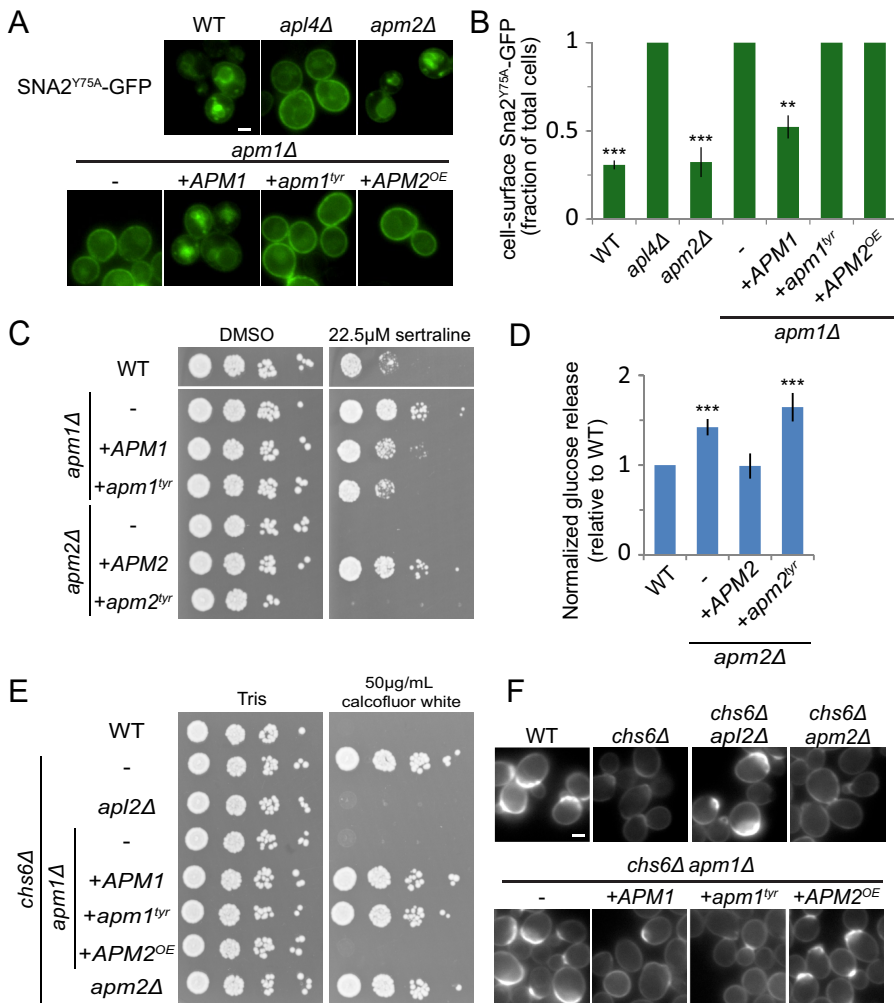 A
WT apl4Δ apm2Δ
SNA2Y75A-GFP
apm1Δ
- +APM1 +apm1tyr +APM2OE
B
cell-surface Sna2Y75A-GFP
(fraction of total cells)
1
0.5
0
*** *** **
WT apl4Δ apm2Δ - +APM1 +apm1tyr +APM2OE
apm1Δ
C
DMSO 22.5μM sertraline
WT
apm1Δ
-
+APM1
+apm1tyr
apm2Δ
-
+APM2
+apm2tyr
D
Normalized glucose release
(relative to WT)
2
1
0
*** ***
WT - +APM2 +apm2tyr
apm2Δ
E
Tris 50μg/mL
calcofluor white
WT
chs6Δ
-
apl2Δ
apm1Δ
-
+APM1
+apm1tyr
+APM2OE
apm2Δ
F
WT chs6Δ chs6Δ apl2Δ chs6Δ apm2Δ
chs6Δ apm1Δ
- +APM1 +apm1tyr +APM2OE